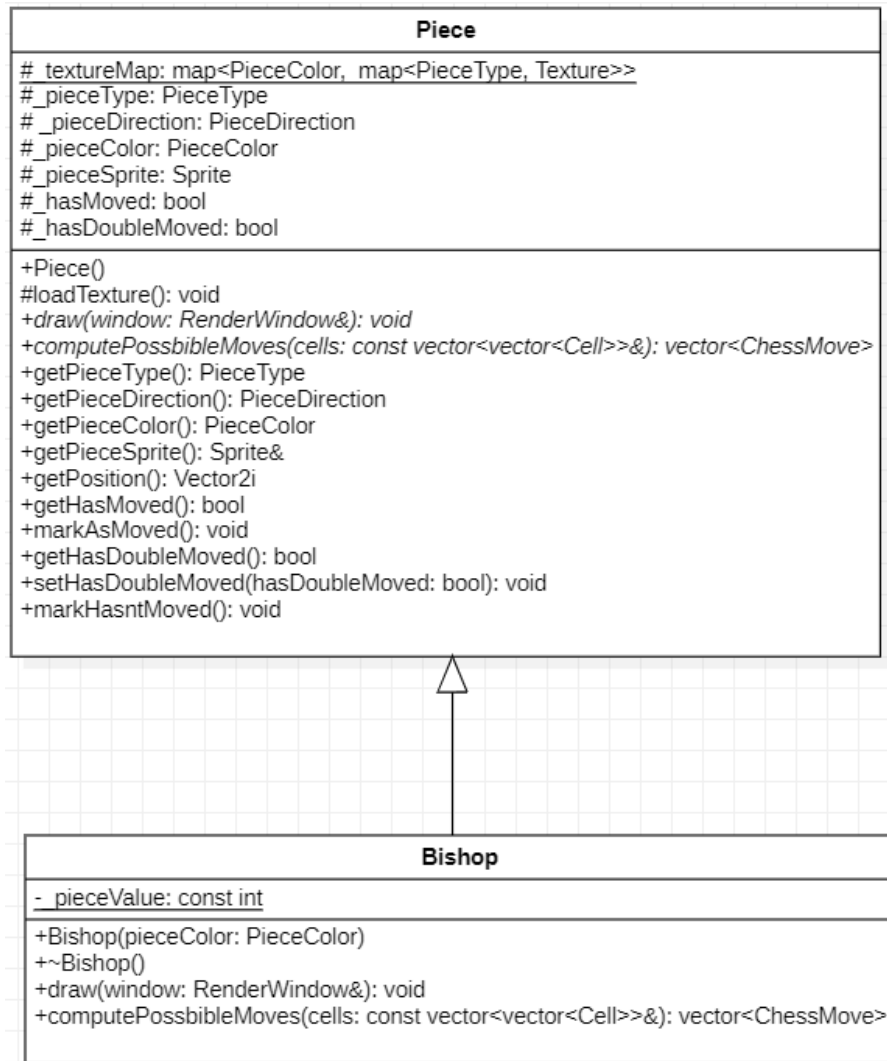 Piece
#_textureMap: map<PieceColor, map<PieceType, Texture>>
#_pieceType: PieceType
# _pieceDirection: PieceDirection
#_pieceColor: PieceColor
#_pieceSprite: Sprite
#_hasMoved: bool
#_hasDoubleMoved: bool
+Piece()
#loadTexture(): void
+draw(window: RenderWindow&): void
+computePossbibleMoves(cells: const vector<vector<Cell>>&): vector<ChessMove>
+getPieceType(): PieceType
+getPieceDirection(): PieceDirection
+getPieceColor(): PieceColor
+getPieceSprite(): Sprite&
+getPosition(): Vector2i
+getHasMoved(): bool
+markAsMoved(): void
+getHasDoubleMoved(): bool
+setHasDoubleMoved(hasDoubleMoved: bool): void
+markHasntMoved(): void
Bishop
- _pieceValue: const int
+Bishop(pieceColor: PieceColor)
+~Bishop()
+draw(window: RenderWindow&): void
+computePossbibleMoves(cells: const vector<vector<Cell>>&): vector<ChessMove>